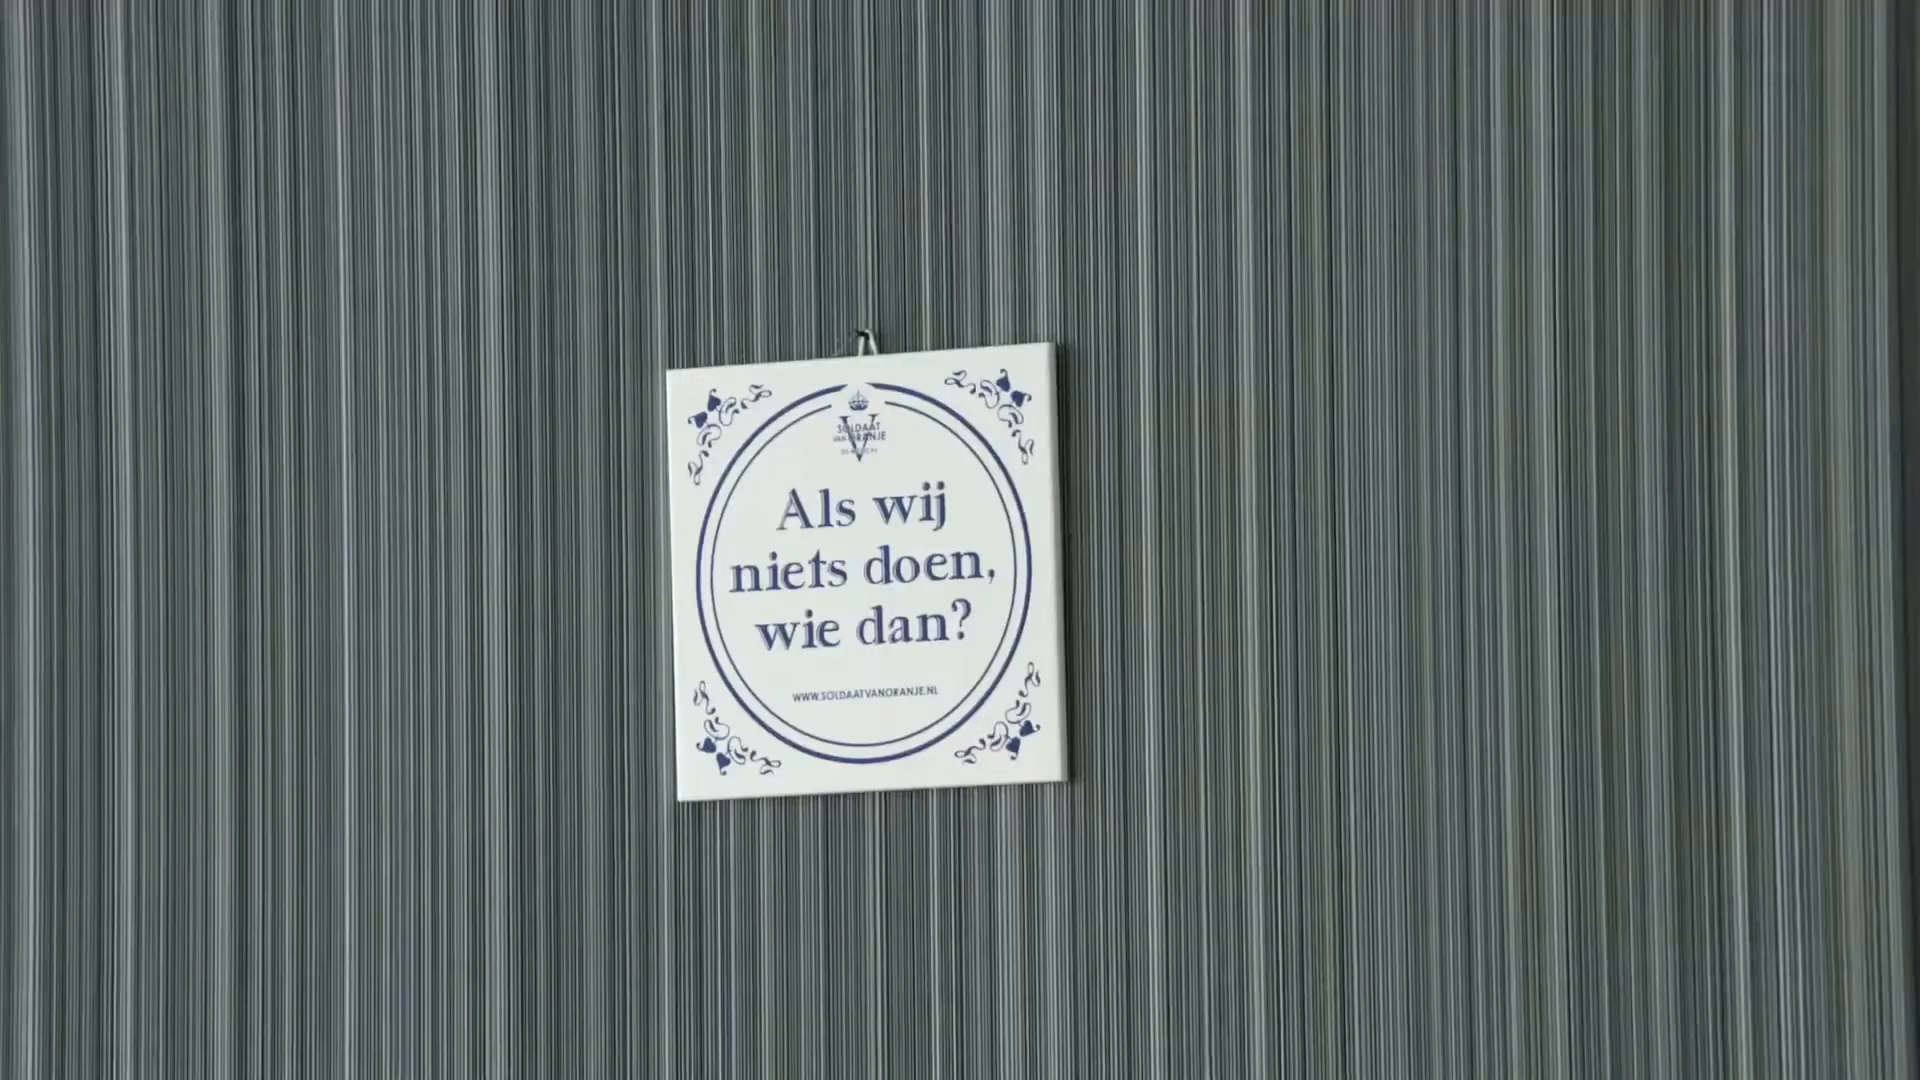 SOLDAAT
VAN ORANJE
Als wij
niets doen,
wie dan?
WWW.SOLDAATVANORANJE.NL